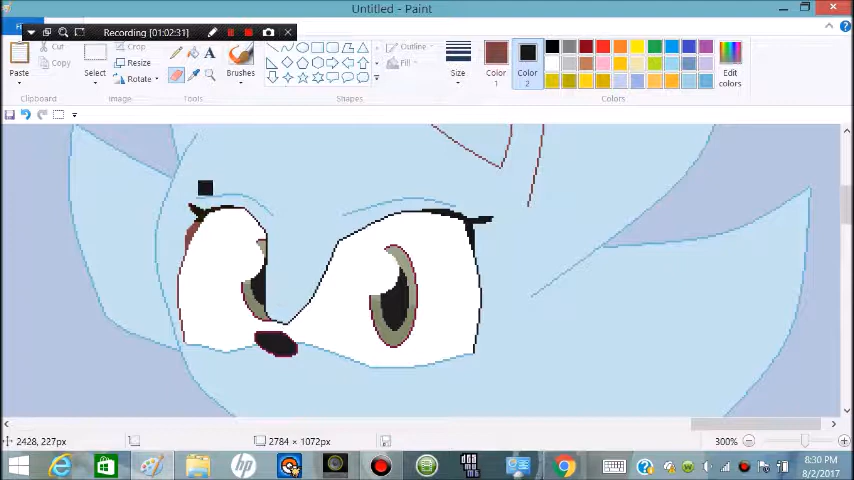 Untitled - Paint
Recording [01:02:31]
Paste
Cut
Copy
Clipboard
Select
Crop
Resize
Rotate
Image
Tools
Brushes
Shapes
Outline
Fill
Size
Color 1
Color 2
Edit colors
Colors
2428, 227px
2784 × 1072px
300%
hp
8:30 PM
8/2/2017